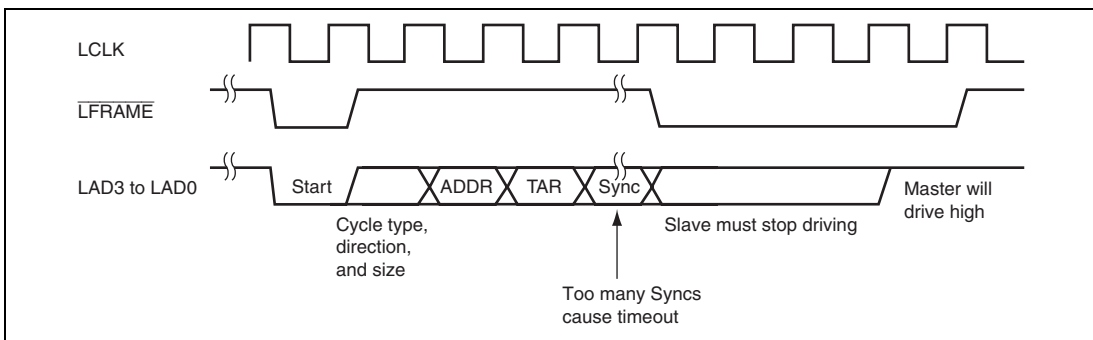 LCLK
LFRAME
LAD3 to LAD0
Start
ADDR
TAR
Sync
Cycle type,
direction,
and size
Slave must stop driving
Master will
drive high
Too many Syncs
cause timeout